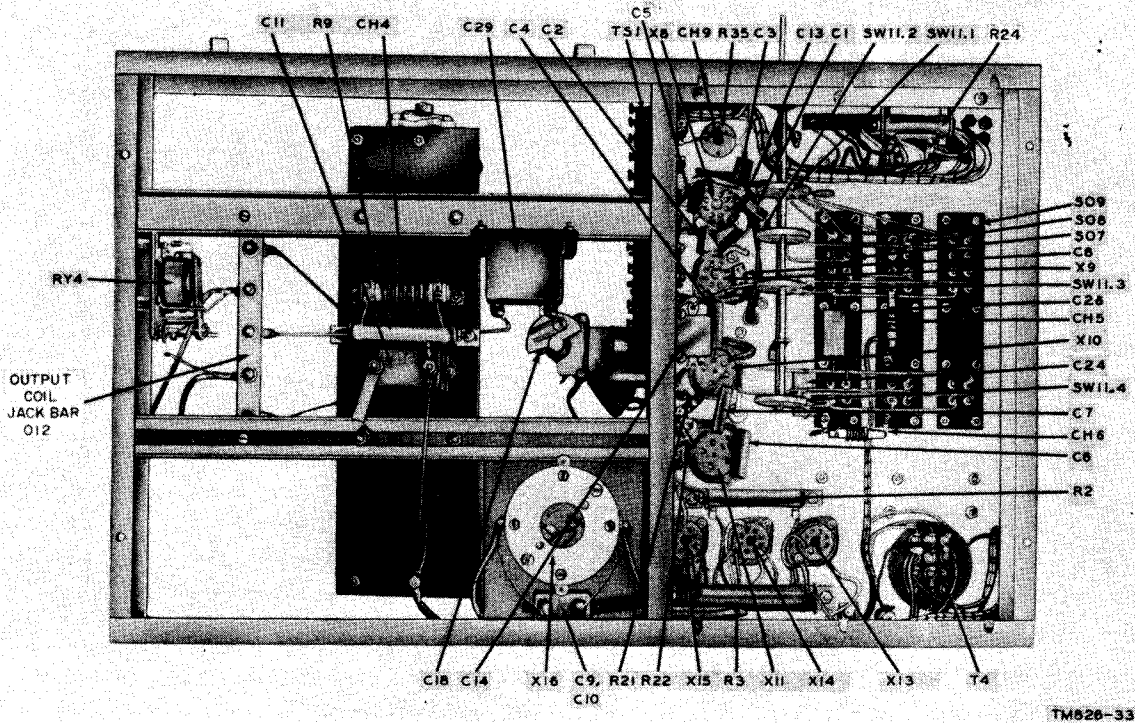 C5
C11 R9 CH4 C29 C4 C2 TS1 X8 CH9 R35 C3 C13 C1 SW11.2 SW11.1 R24
SO9
SO8
SO7
C8
X9
SW11.3
C28
CH5
X10
C24
SW11.4
C7
CH6
C6
R2
RY4
OUTPUT
COIL
JACK BAR
O12
C18 C14 X16 C9, R21 R22 X15 R3 X11 X14 X13 T4
C10
TM826-33